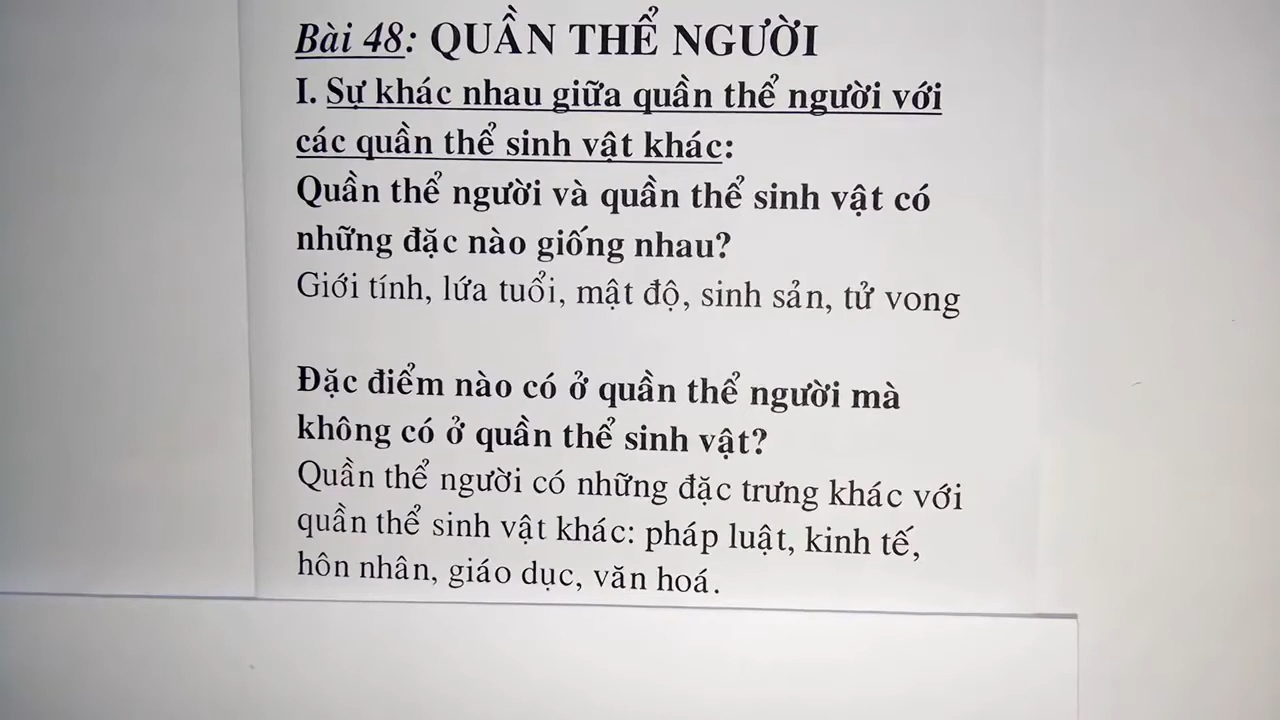 Bài 48: QUẦN THỂ NGƯỜI
I. Sự khác nhau giữa quần thể người với
các quần thể sinh vật khác:
Quần thể người và quần thể sinh vật có
những đặc nào giống nhau?
Giới tính, lứa tuổi, mật độ, sinh sản, tử vong
Đặc điểm nào có ở quần thể người mà
không có ở quần thể sinh vật?
Quần thể người có những đặc trưng khác với
quần thể sinh vật khác: pháp luật, kinh tế,
hôn nhân, giáo dục, văn hoá.